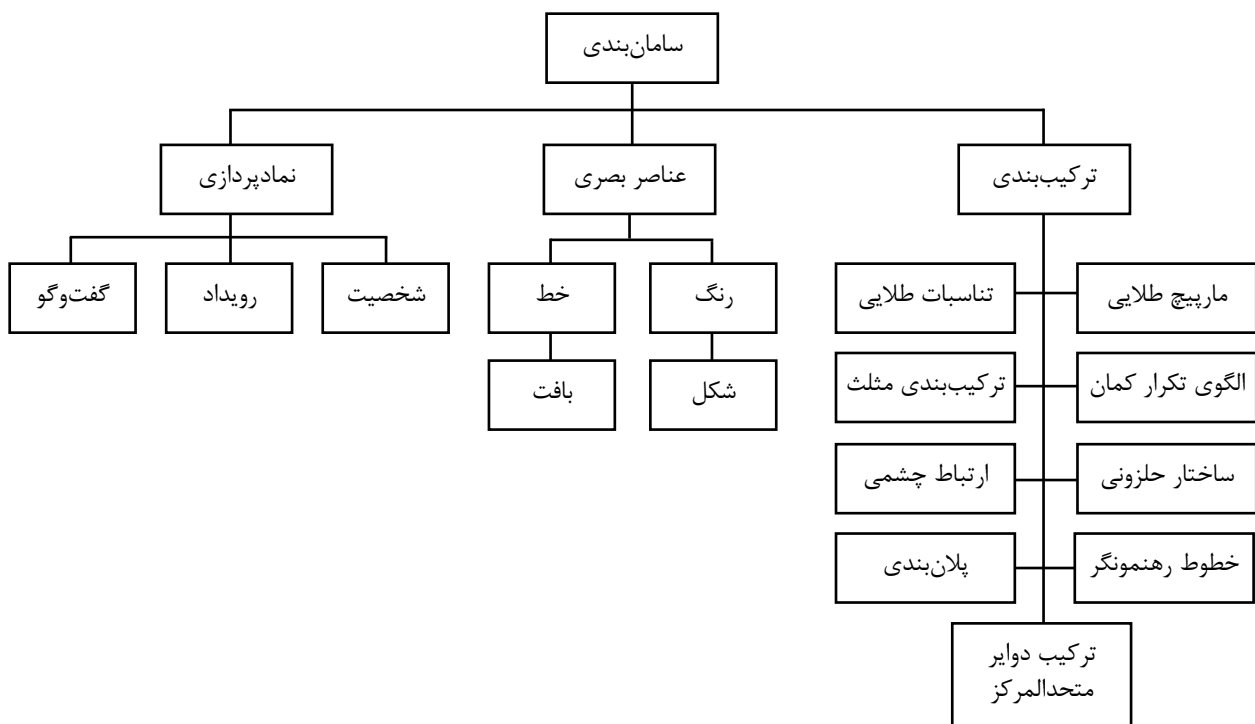 سامان‌بندی
ترکیب‌بندی
عناصر بصری
نمادپردازی
مارپیچ طلایی
تناسبات طلایی
رنگ
خط
شخصیت
رویداد
گفت‌وگو
الگوی تکرار کمان
ترکیب‌بندی مثلث
شکل
بافت
ساختار حلزونی
ارتباط چشمی
خطوط رهنمونگر
پلان‌بندی
ترکیب دوایر
متحدالمرکز